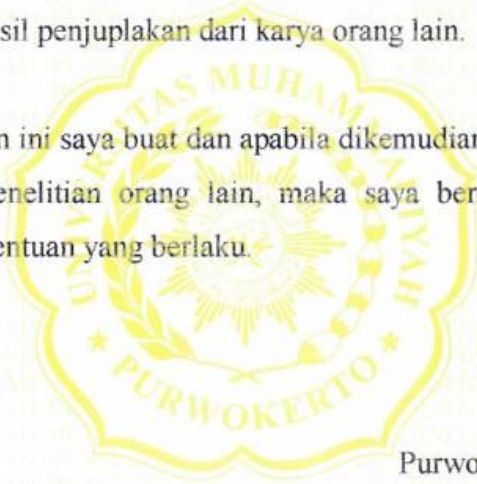 sil penjuplakan dari karya orang lain.
n ini saya buat dan apabila dikemudian
enelitian orang lain, maka saya ber
entuan yang berlaku.
UNIVERSITAS MUHAMMADIYAH
PURWOKERTO
Purwo